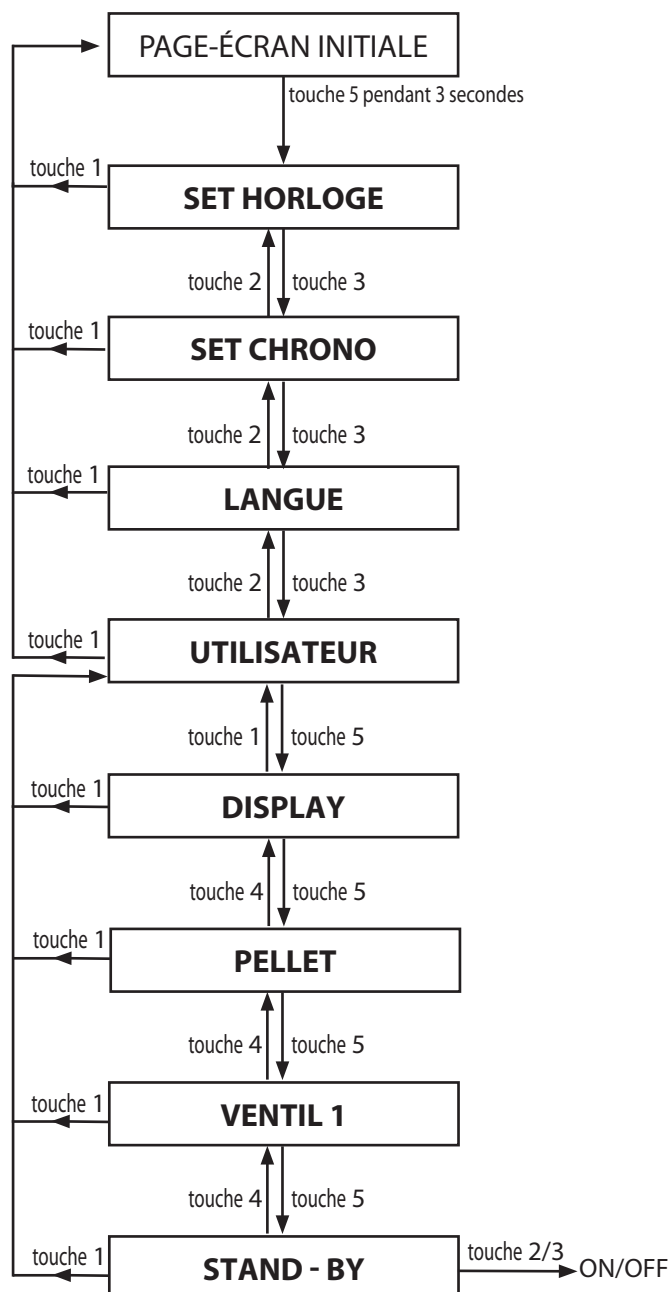 PAGE-ÉCRAN INITIALE
touche 5 pendant 3 secondes
touche 1
SET HORLOGE
touche 2
touche 3
touche 1
SET CHRONO
touche 2
touche 3
touche 1
LANGUE
touche 2
touche 3
touche 1
UTILISATEUR
touche 1
touche 5
touche 1
DISPLAY
touche 4
touche 5
touche 1
PELLET
touche 4
touche 5
touche 1
VENTIL 1
touche 4
touche 5
touche 1
STAND - BY
touche 2/3
ON/OFF